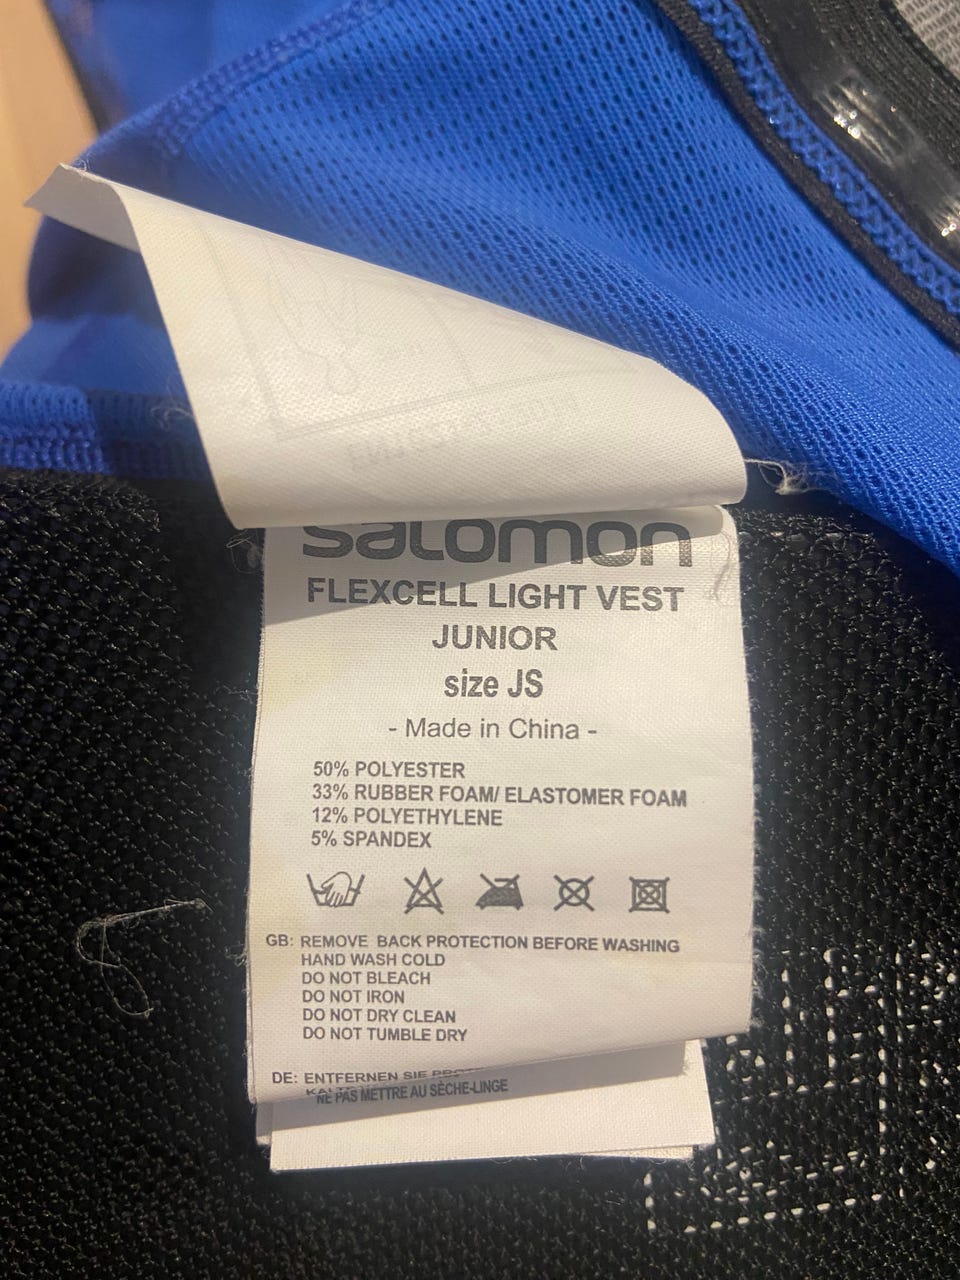 salomon
FLEXCELL LIGHT VEST
JUNIOR
size JS
- Made in China -
50% POLYESTER
33% RUBBER FOAM/ ELASTOMER FOAM
12% POLYETHYLENE
5% SPANDEX
GB: REMOVE BACK PROTECTION BEFORE WASHING
HAND WASH COLD
DO NOT BLEACH
DO NOT IRON
DO NOT DRY CLEAN
DO NOT TUMBLE DRY
DE: ENTFERNEN SIE
NE PAS METTRE AU SÈCHE-LINGE